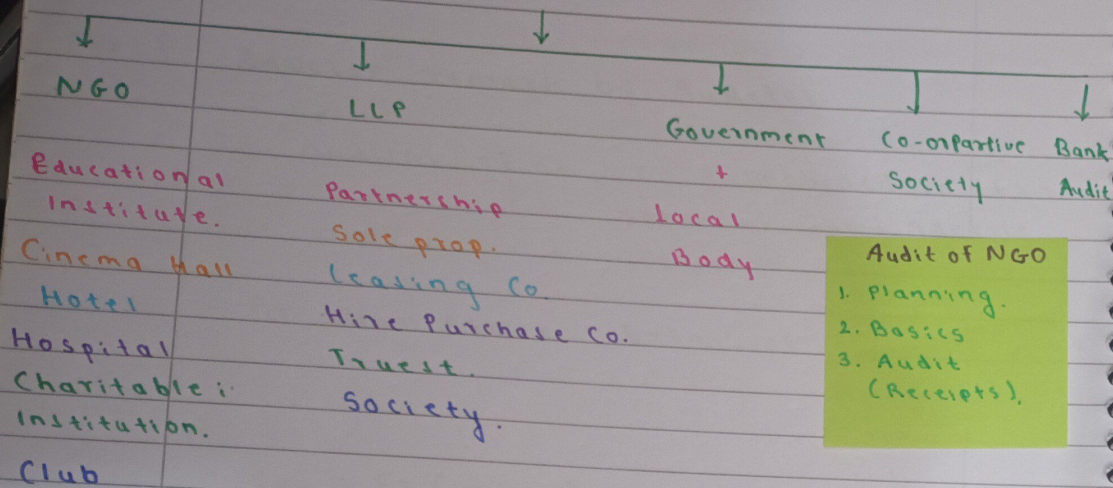 NGO
Educational
Institute.
Cinema Hall
Hotel
Hospital
Charitable :
Institution.
Club
LLP
Partnership
Sole prop.
Leasing Co.
Hire Purchase Co.
Truest.
Society.
Government
+
Local
Body
Co-orpartive
Society
Bank
Audit
Audit of NGO
1. Planning.
2. Basics
3. Audit
(Receipts).